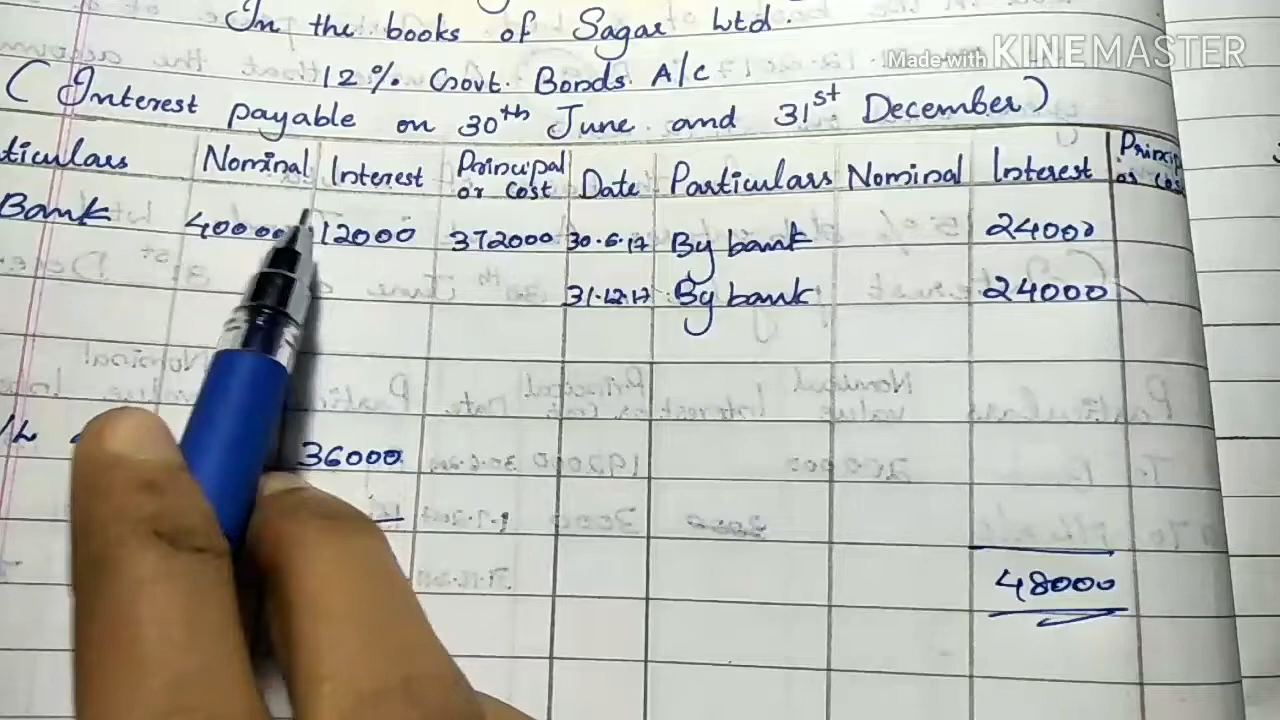 In the books of Sagar Ltd.
Made with KINEMASTER
12% Govt. Bonds A/c
(Interest payable on 30th June and 31st December)
ticulars Nominal Interest Principal or cost Date Particulars Nominal Interest Princip or Cos
Bank 40000 12000 372000 30.6.17 By bank 24000
31.12.17 By bank 24000
36000
48000